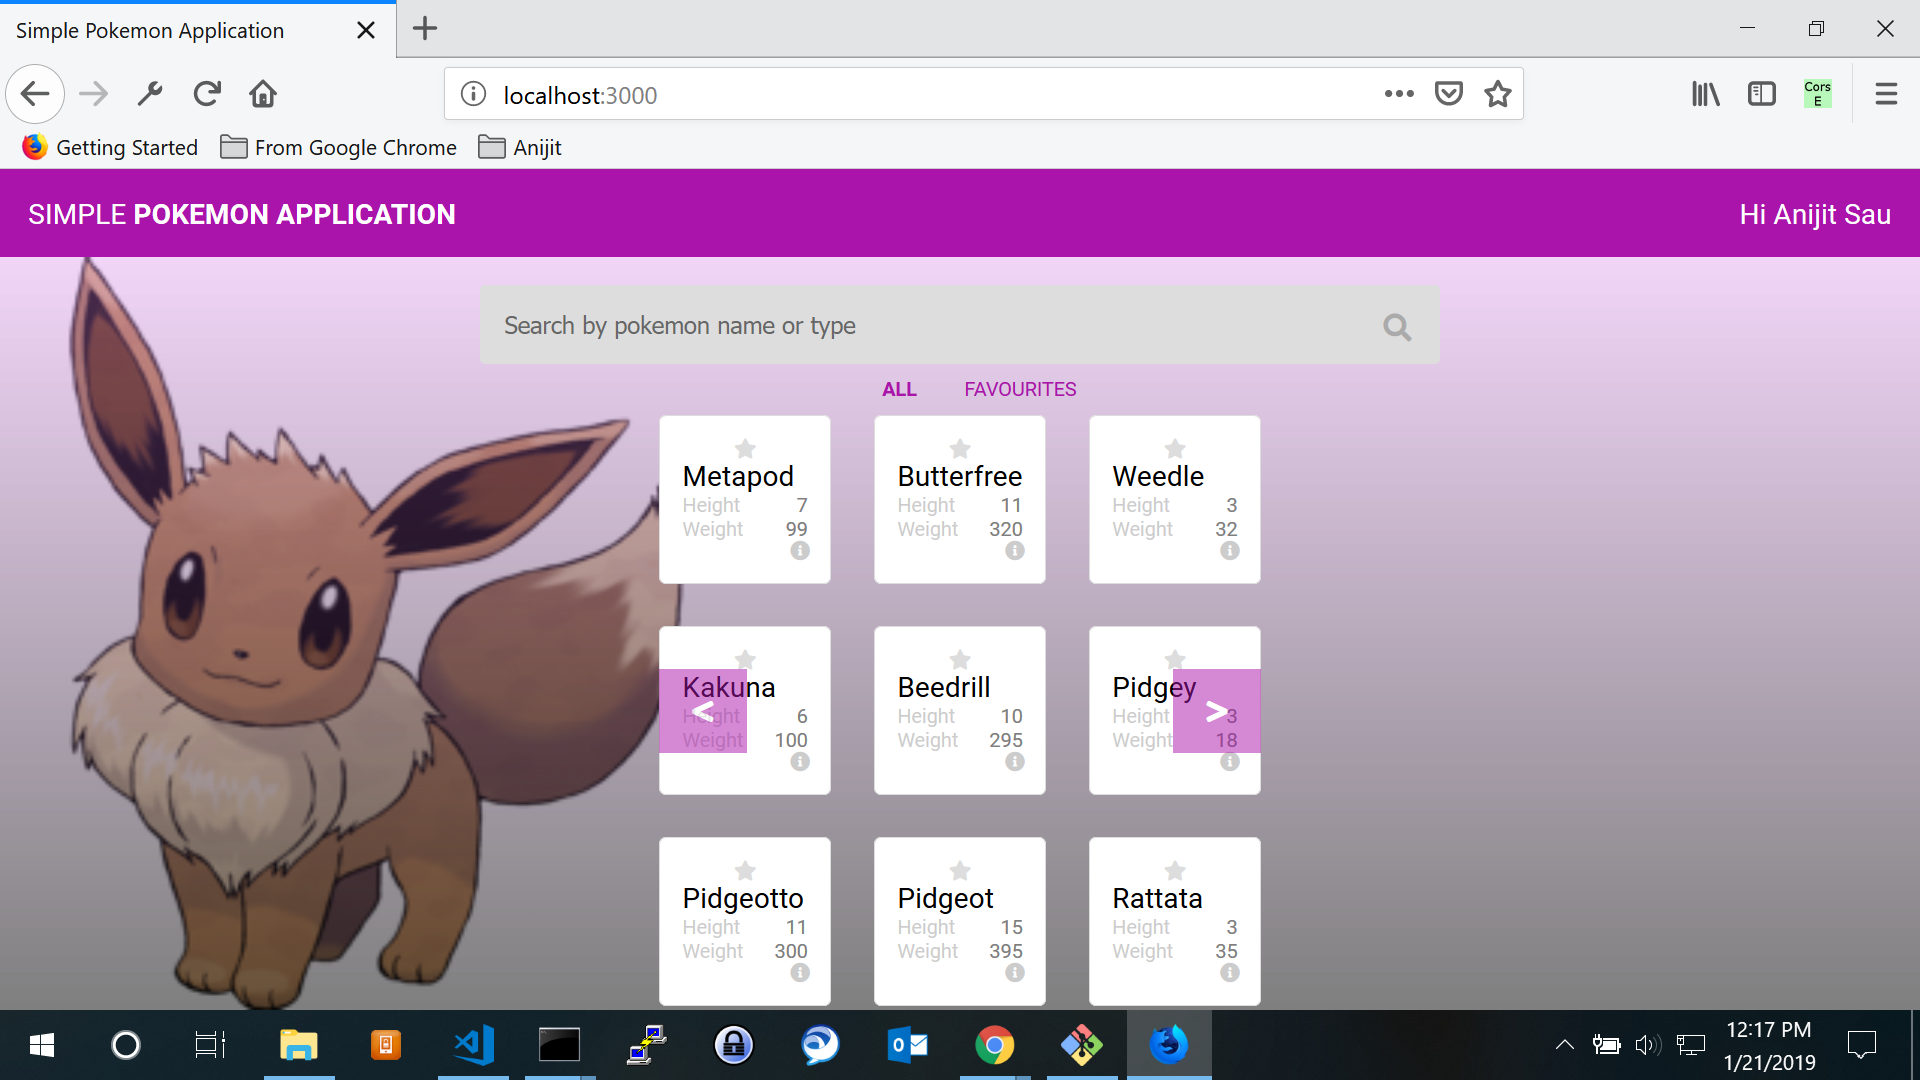 Simple Pokemon Application
localhost:3000
Cors
E
Getting Started From Google Chrome Anijit
SIMPLE POKEMON APPLICATION
Hi Anijit Sau
Search by pokemon name or type
ALL FAVOURITES
Metapod
Height 7
Weight 99
Butterfree
Height 11
Weight 320
Weedle
Height 3
Weight 32
Kakuna
Height 6
Weight 100
<
Beedrill
Height 10
Weight 295
Pidgey
Height 3
Weight 18
>
Pidgeotto
Height 11
Weight 300
Pidgeot
Height 15
Weight 395
Rattata
Height 3
Weight 35
12:17 PM
1/21/2019